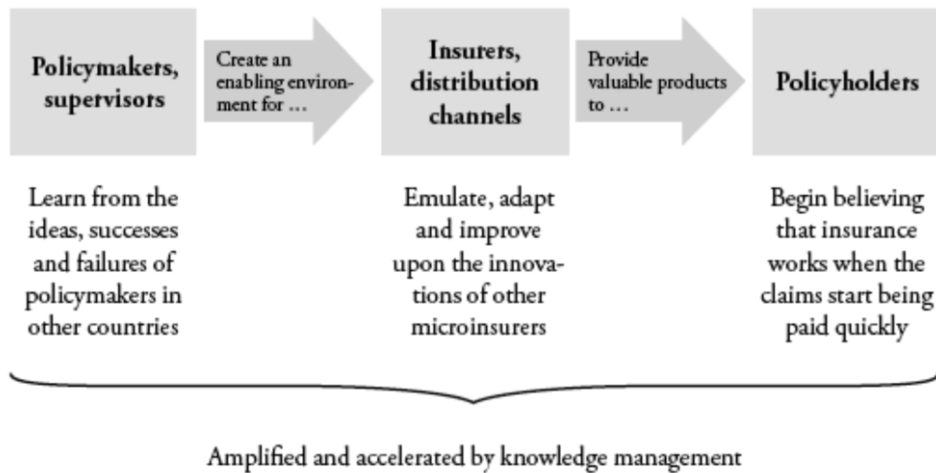 Policymakers,
supervisors
Create an
enabling environ-
ment for ...
Insurers,
distribution
channels
Provide
valuable products
to ...
Policyholders
Learn from the
ideas, successes
and failures of
policymakers in
other countries
Emulate, adapt
and improve
upon the innova-
tions of other
microinsurers
Begin believing
that insurance
works when the
claims start being
paid quickly
Amplified and accelerated by knowledge management